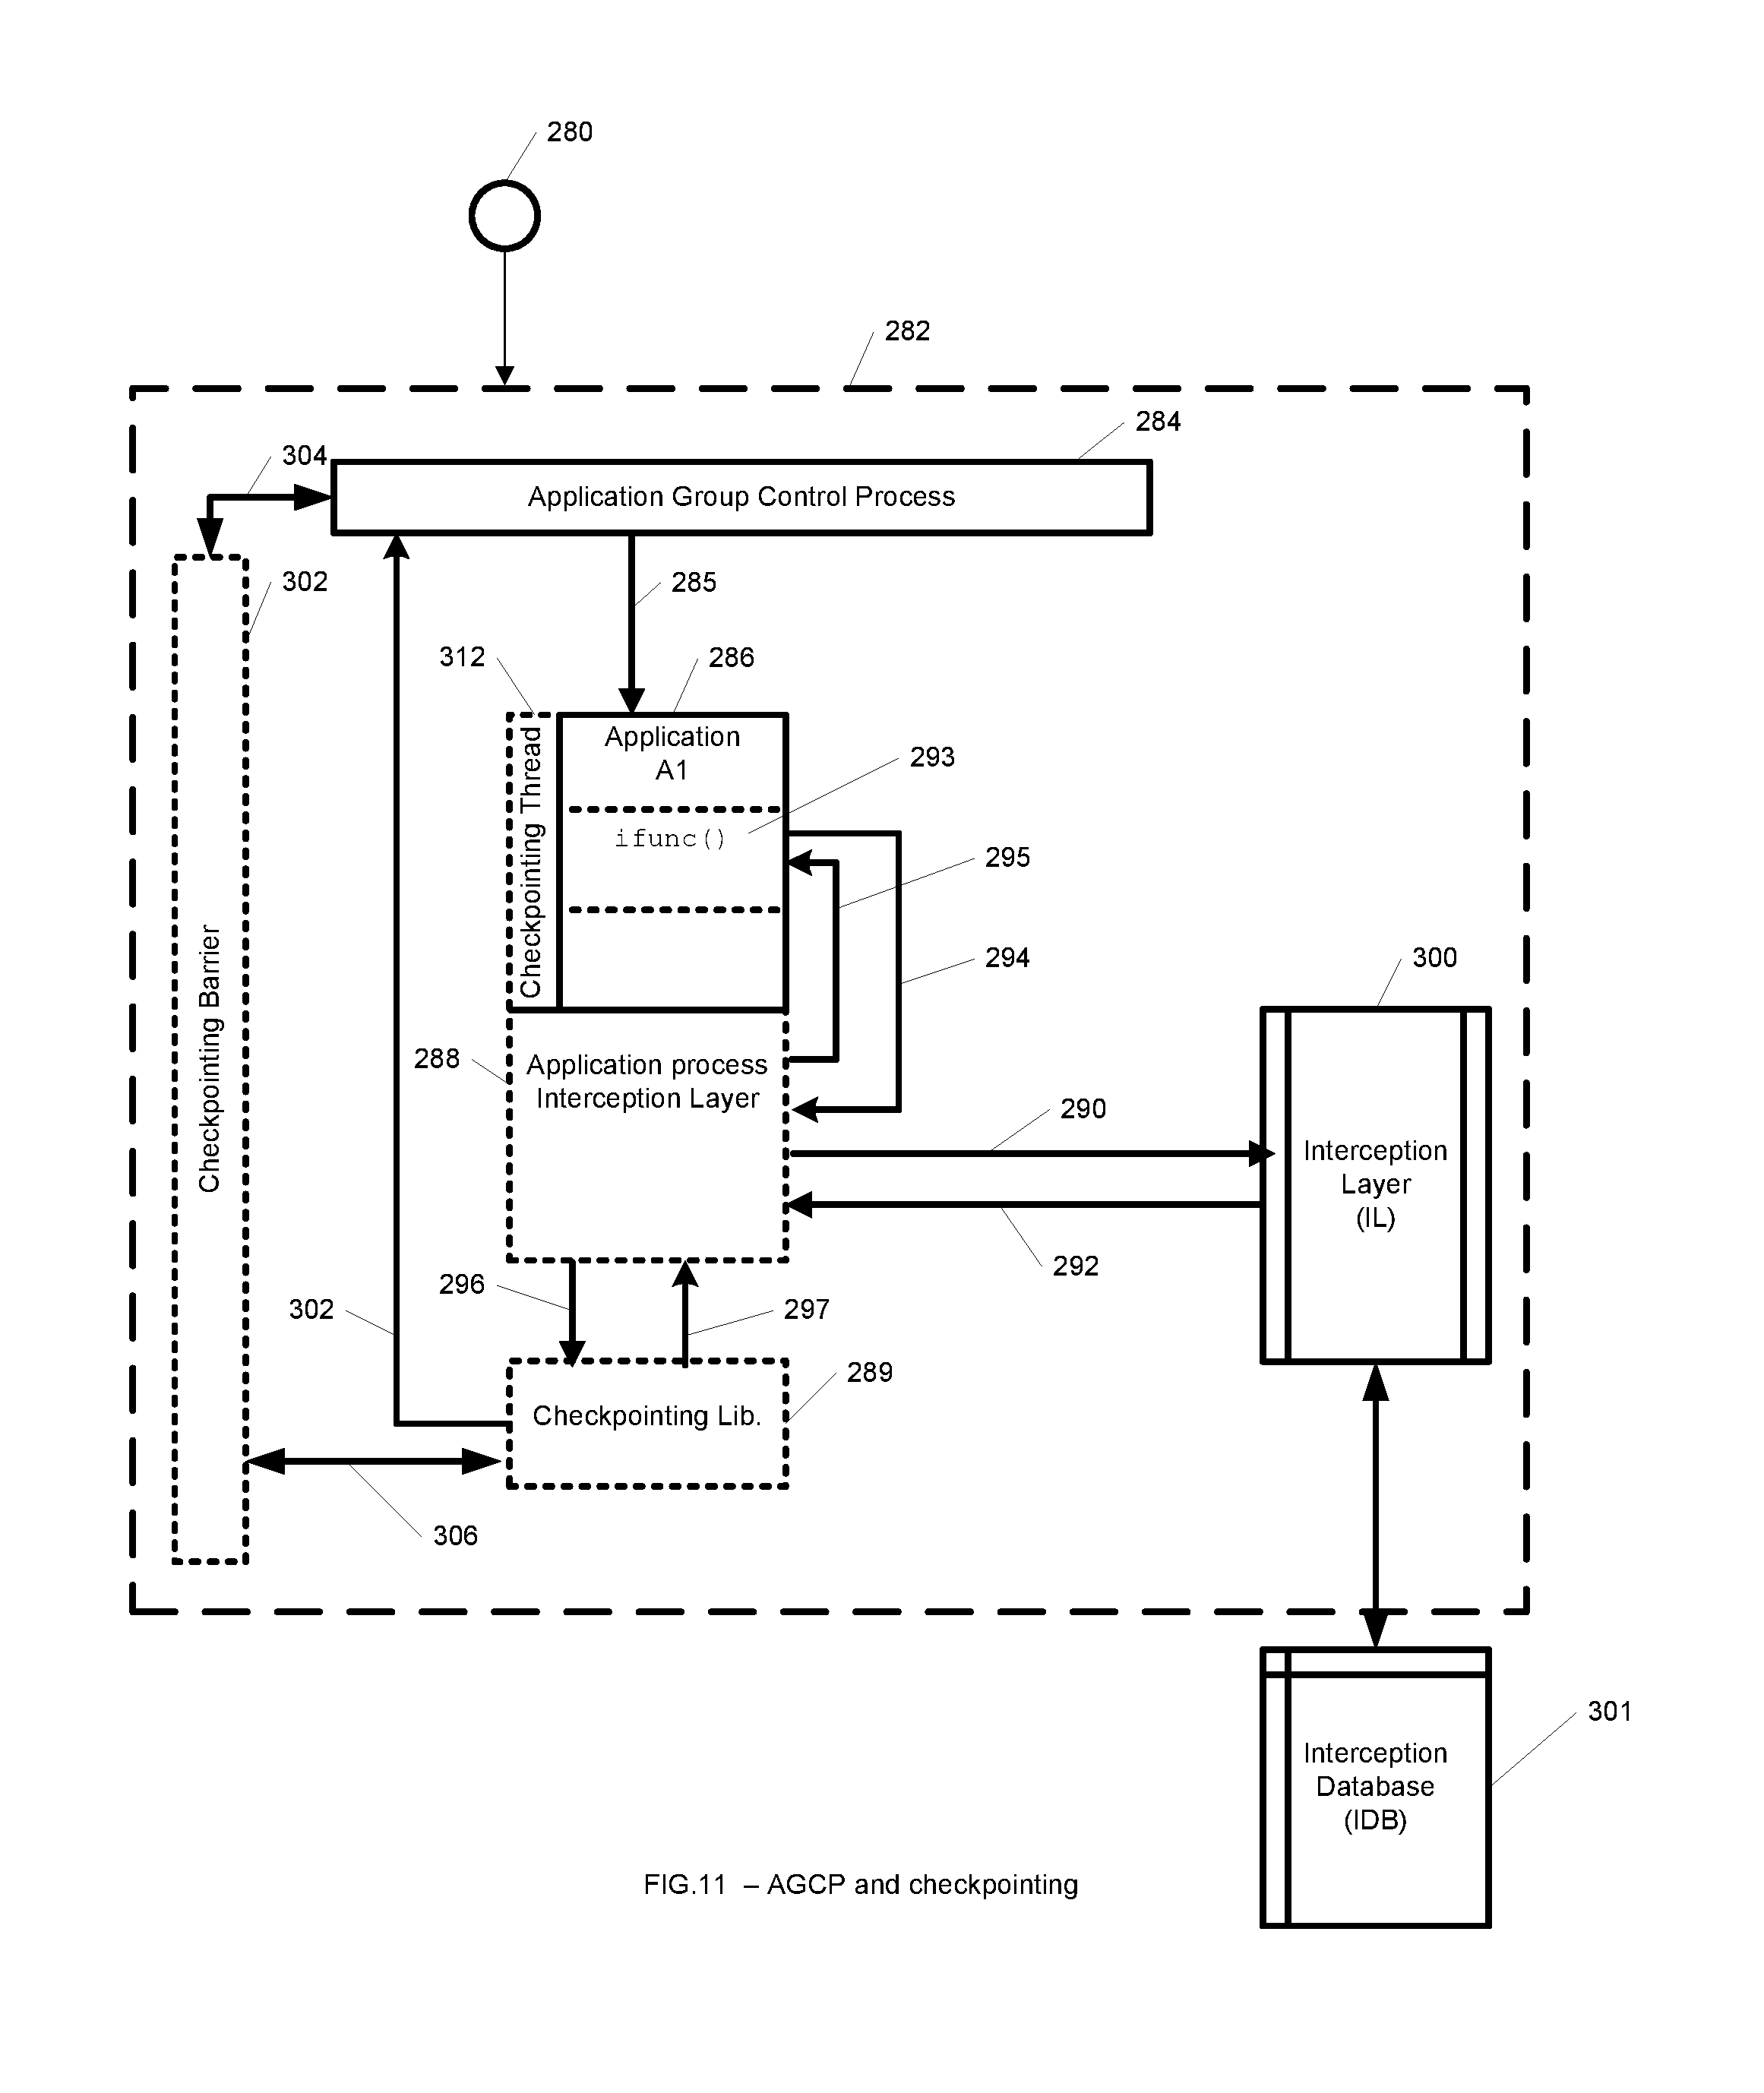 280
282
284
304
Application Group Control Process
302
285
312
286
Application
A1
293
ifunc()
295
Checkpointing Thread
294
300
Checkpointing Barrier
288
Application process
Interception Layer
290
Interception
Layer
(IL)
292
296
302
297
289
Checkpointing Lib.
306
301
Interception
Database
(IDB)
FIG.11 – AGCP and checkpointing